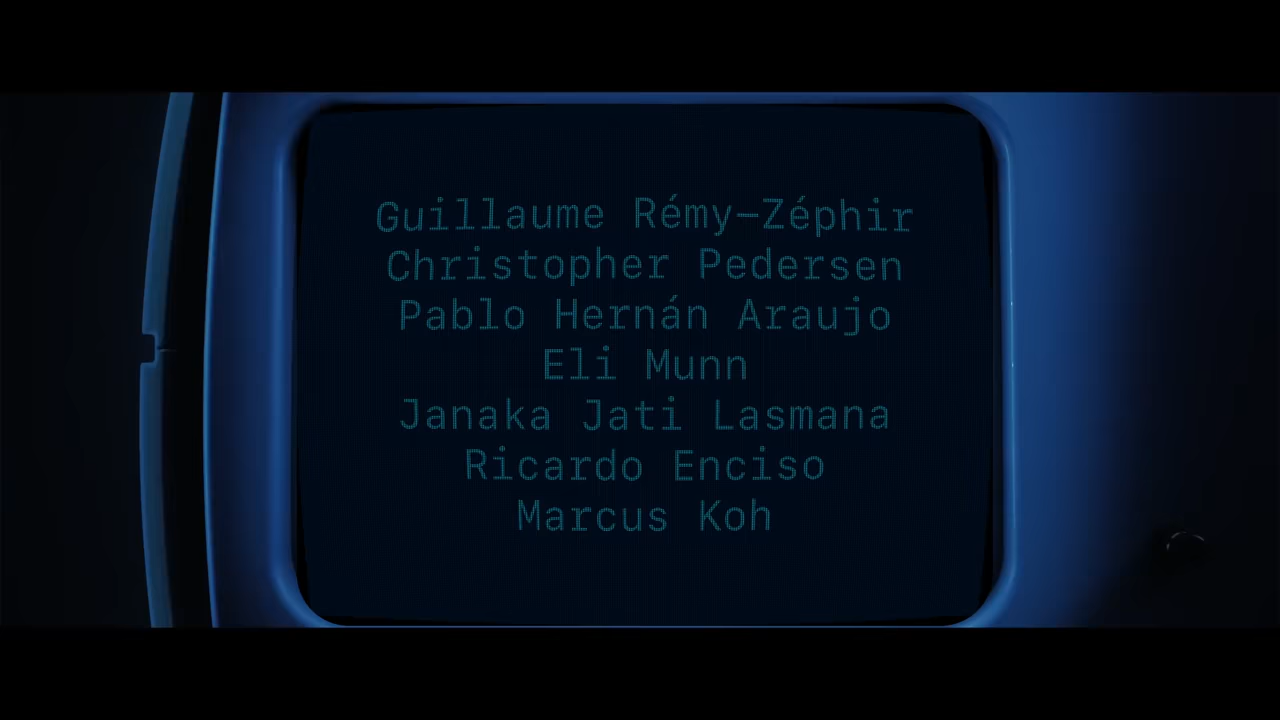 Guillaume Rémy-Zéphir
Christopher Pedersen
Pablo Hernán Araujo
Eli Munn
Janaka Jati Lasmana
Ricardo Enciso
Marcus Koh